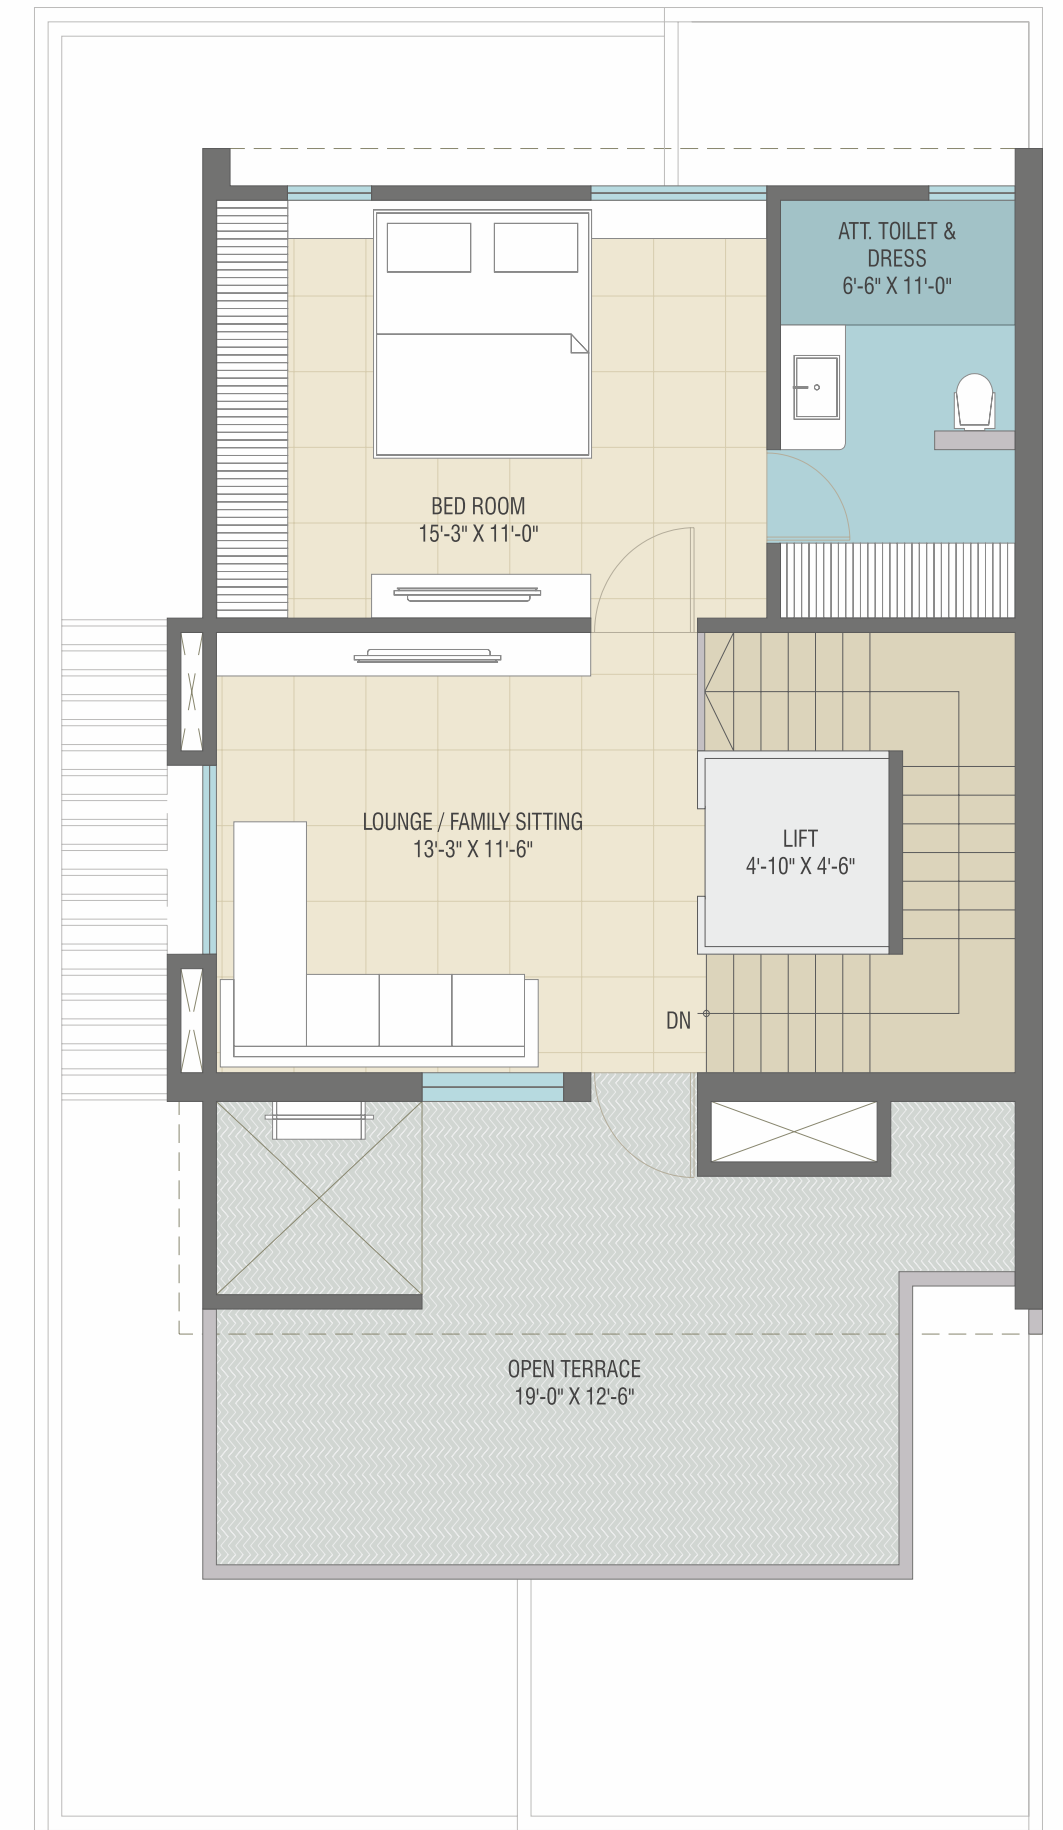 ATT. TOILET &
DRESS
6'-6" X 11'-0"
BED ROOM
15'-3" X 11'-0"
LOUNGE / FAMILY SITTING
13'-3" X 11'-6"
LIFT
4'-10" X 4'-6"
DN
OPEN TERRACE
19'-0" X 12'-6"